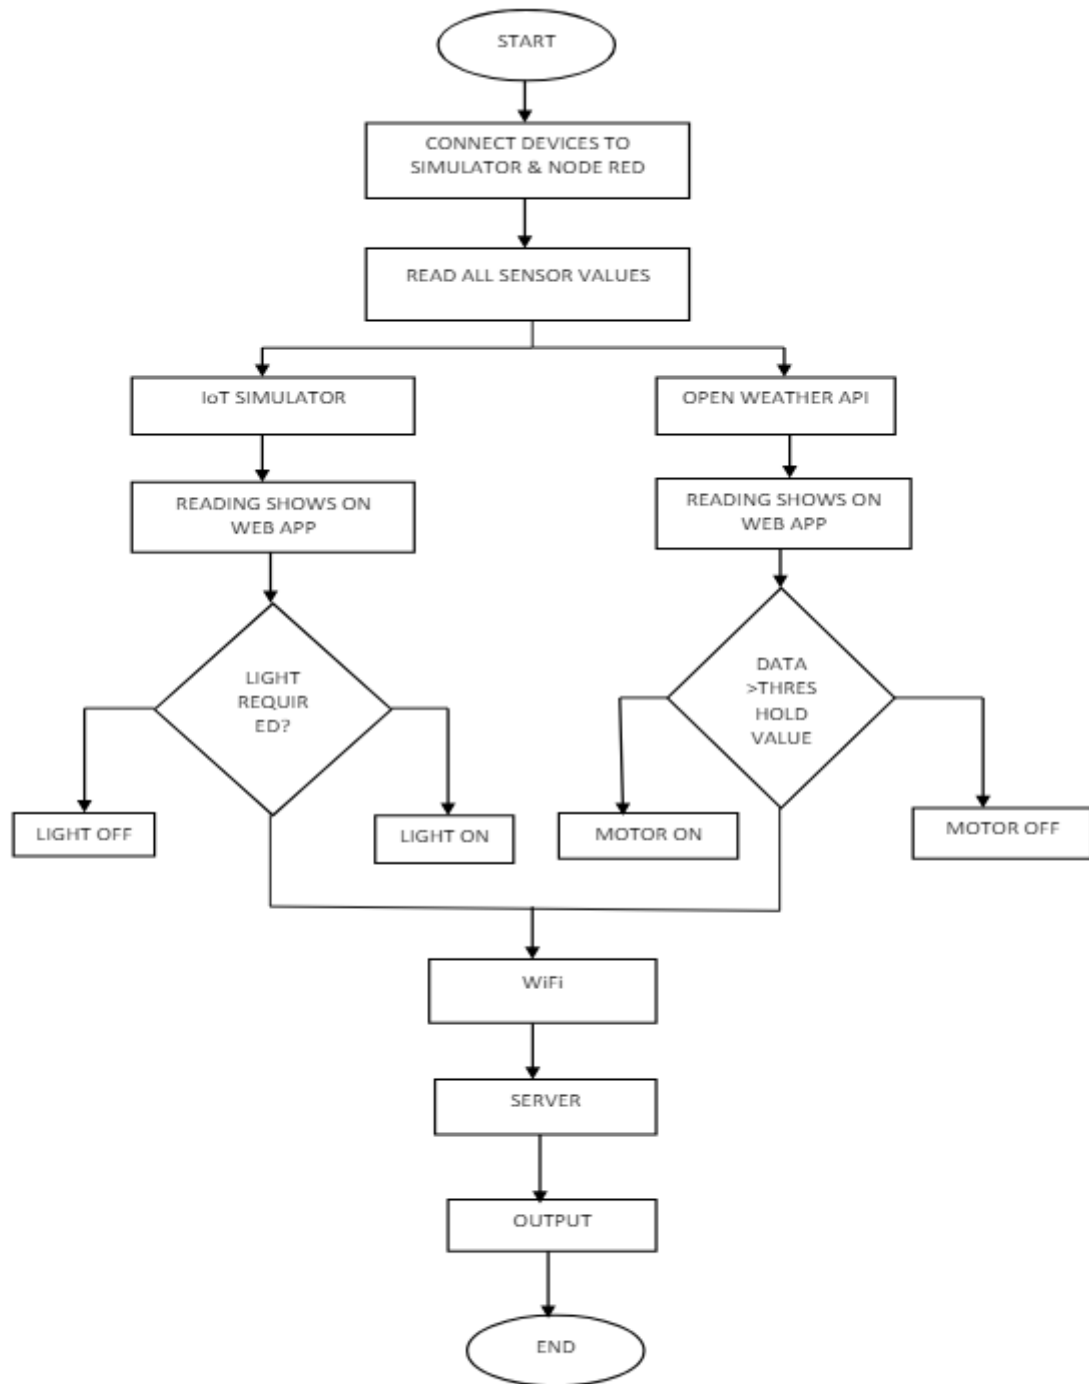 START
CONNECT DEVICES TO
SIMULATOR & NODE RED
READ ALL SENSOR VALUES
IoT SIMULATOR
OPEN WEATHER API
READING SHOWS ON
WEB APP
READING SHOWS ON
WEB APP
LIGHT
REQUIR
ED?
DATA
>THRES
HOLD
VALUE
LIGHT OFF
LIGHT ON
MOTOR ON
MOTOR OFF
WiFi
SERVER
OUTPUT
END